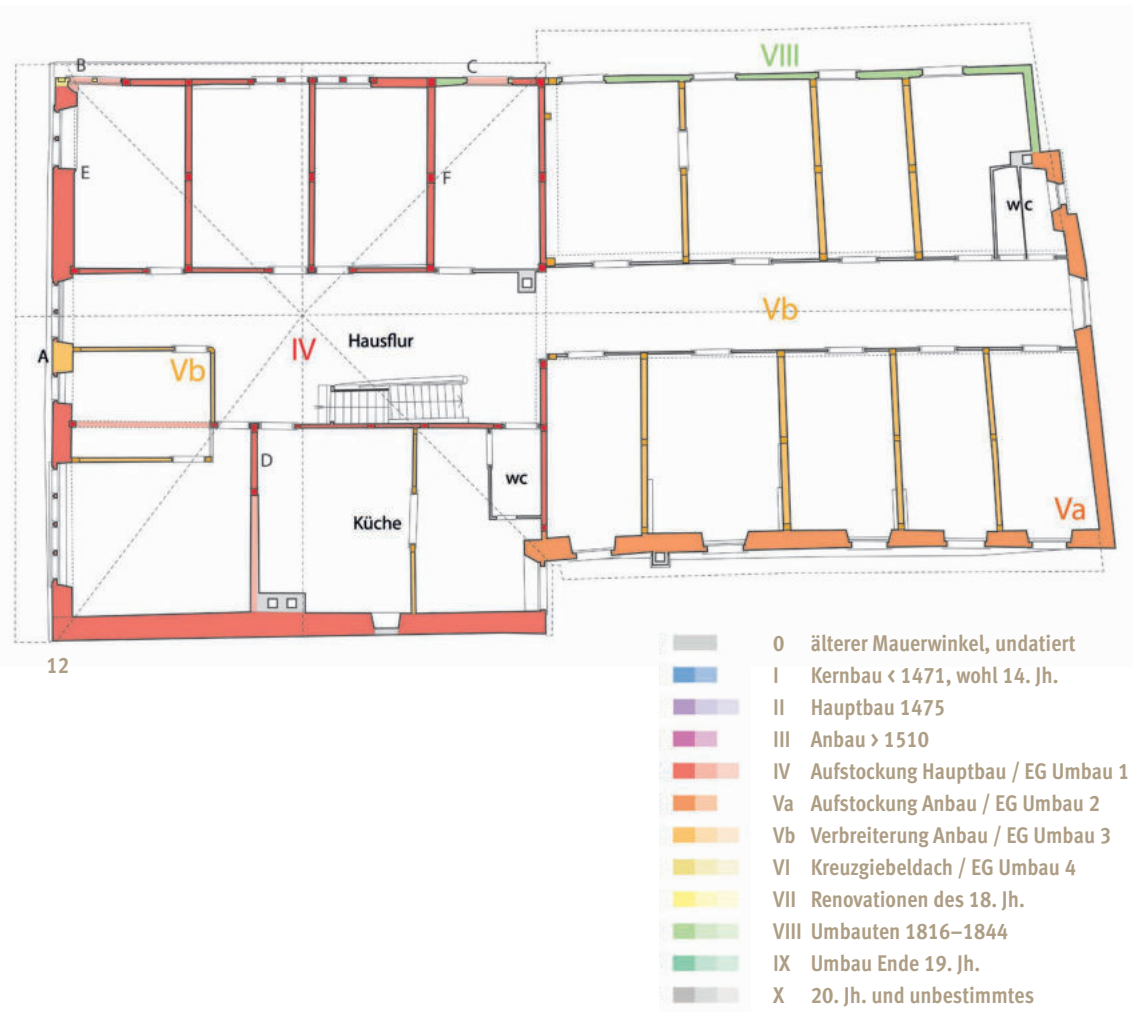 B
C
VIII
E
F
WC
Hausflur
IV
Vb
A
Vb
D
WC
Küche
Va
12
0 älterer Mauerwinkel, undatiert
I Kernbau < 1471, wohl 14. Jh.
II Hauptbau 1475
III Anbau > 1510
IV Aufstockung Hauptbau / EG Umbau 1
Va Aufstockung Anbau / EG Umbau 2
Vb Verbreiterung Anbau / EG Umbau 3
VI Kreuzgiebeldach / EG Umbau 4
VII Renovationen des 18. Jh.
VIII Umbauten 1816–1844
IX Umbau Ende 19. Jh.
X 20. Jh. und unbestimmtes